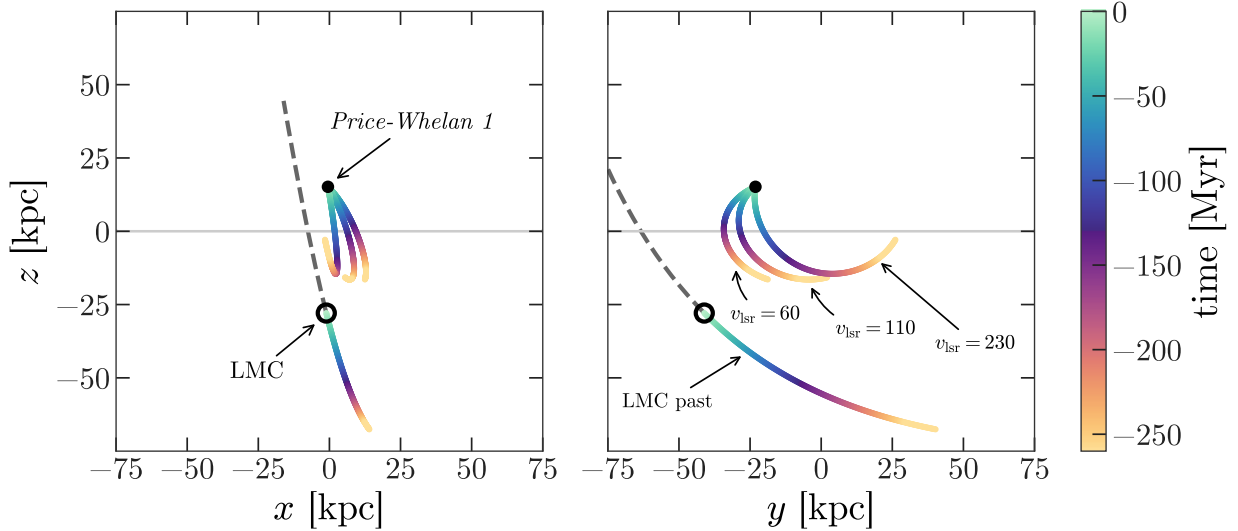 50
25
0
−25
−50
z [kpc]
Price-Whelan 1
LMC
−75 −50 −25 0 25 50 75
x [kpc]
v_lsr = 60
v_lsr = 110
v_lsr = 230
LMC past
−75 −50 −25 0 25 50 75
y [kpc]
0
−50
−100
−150
−200
−250
time [Myr]